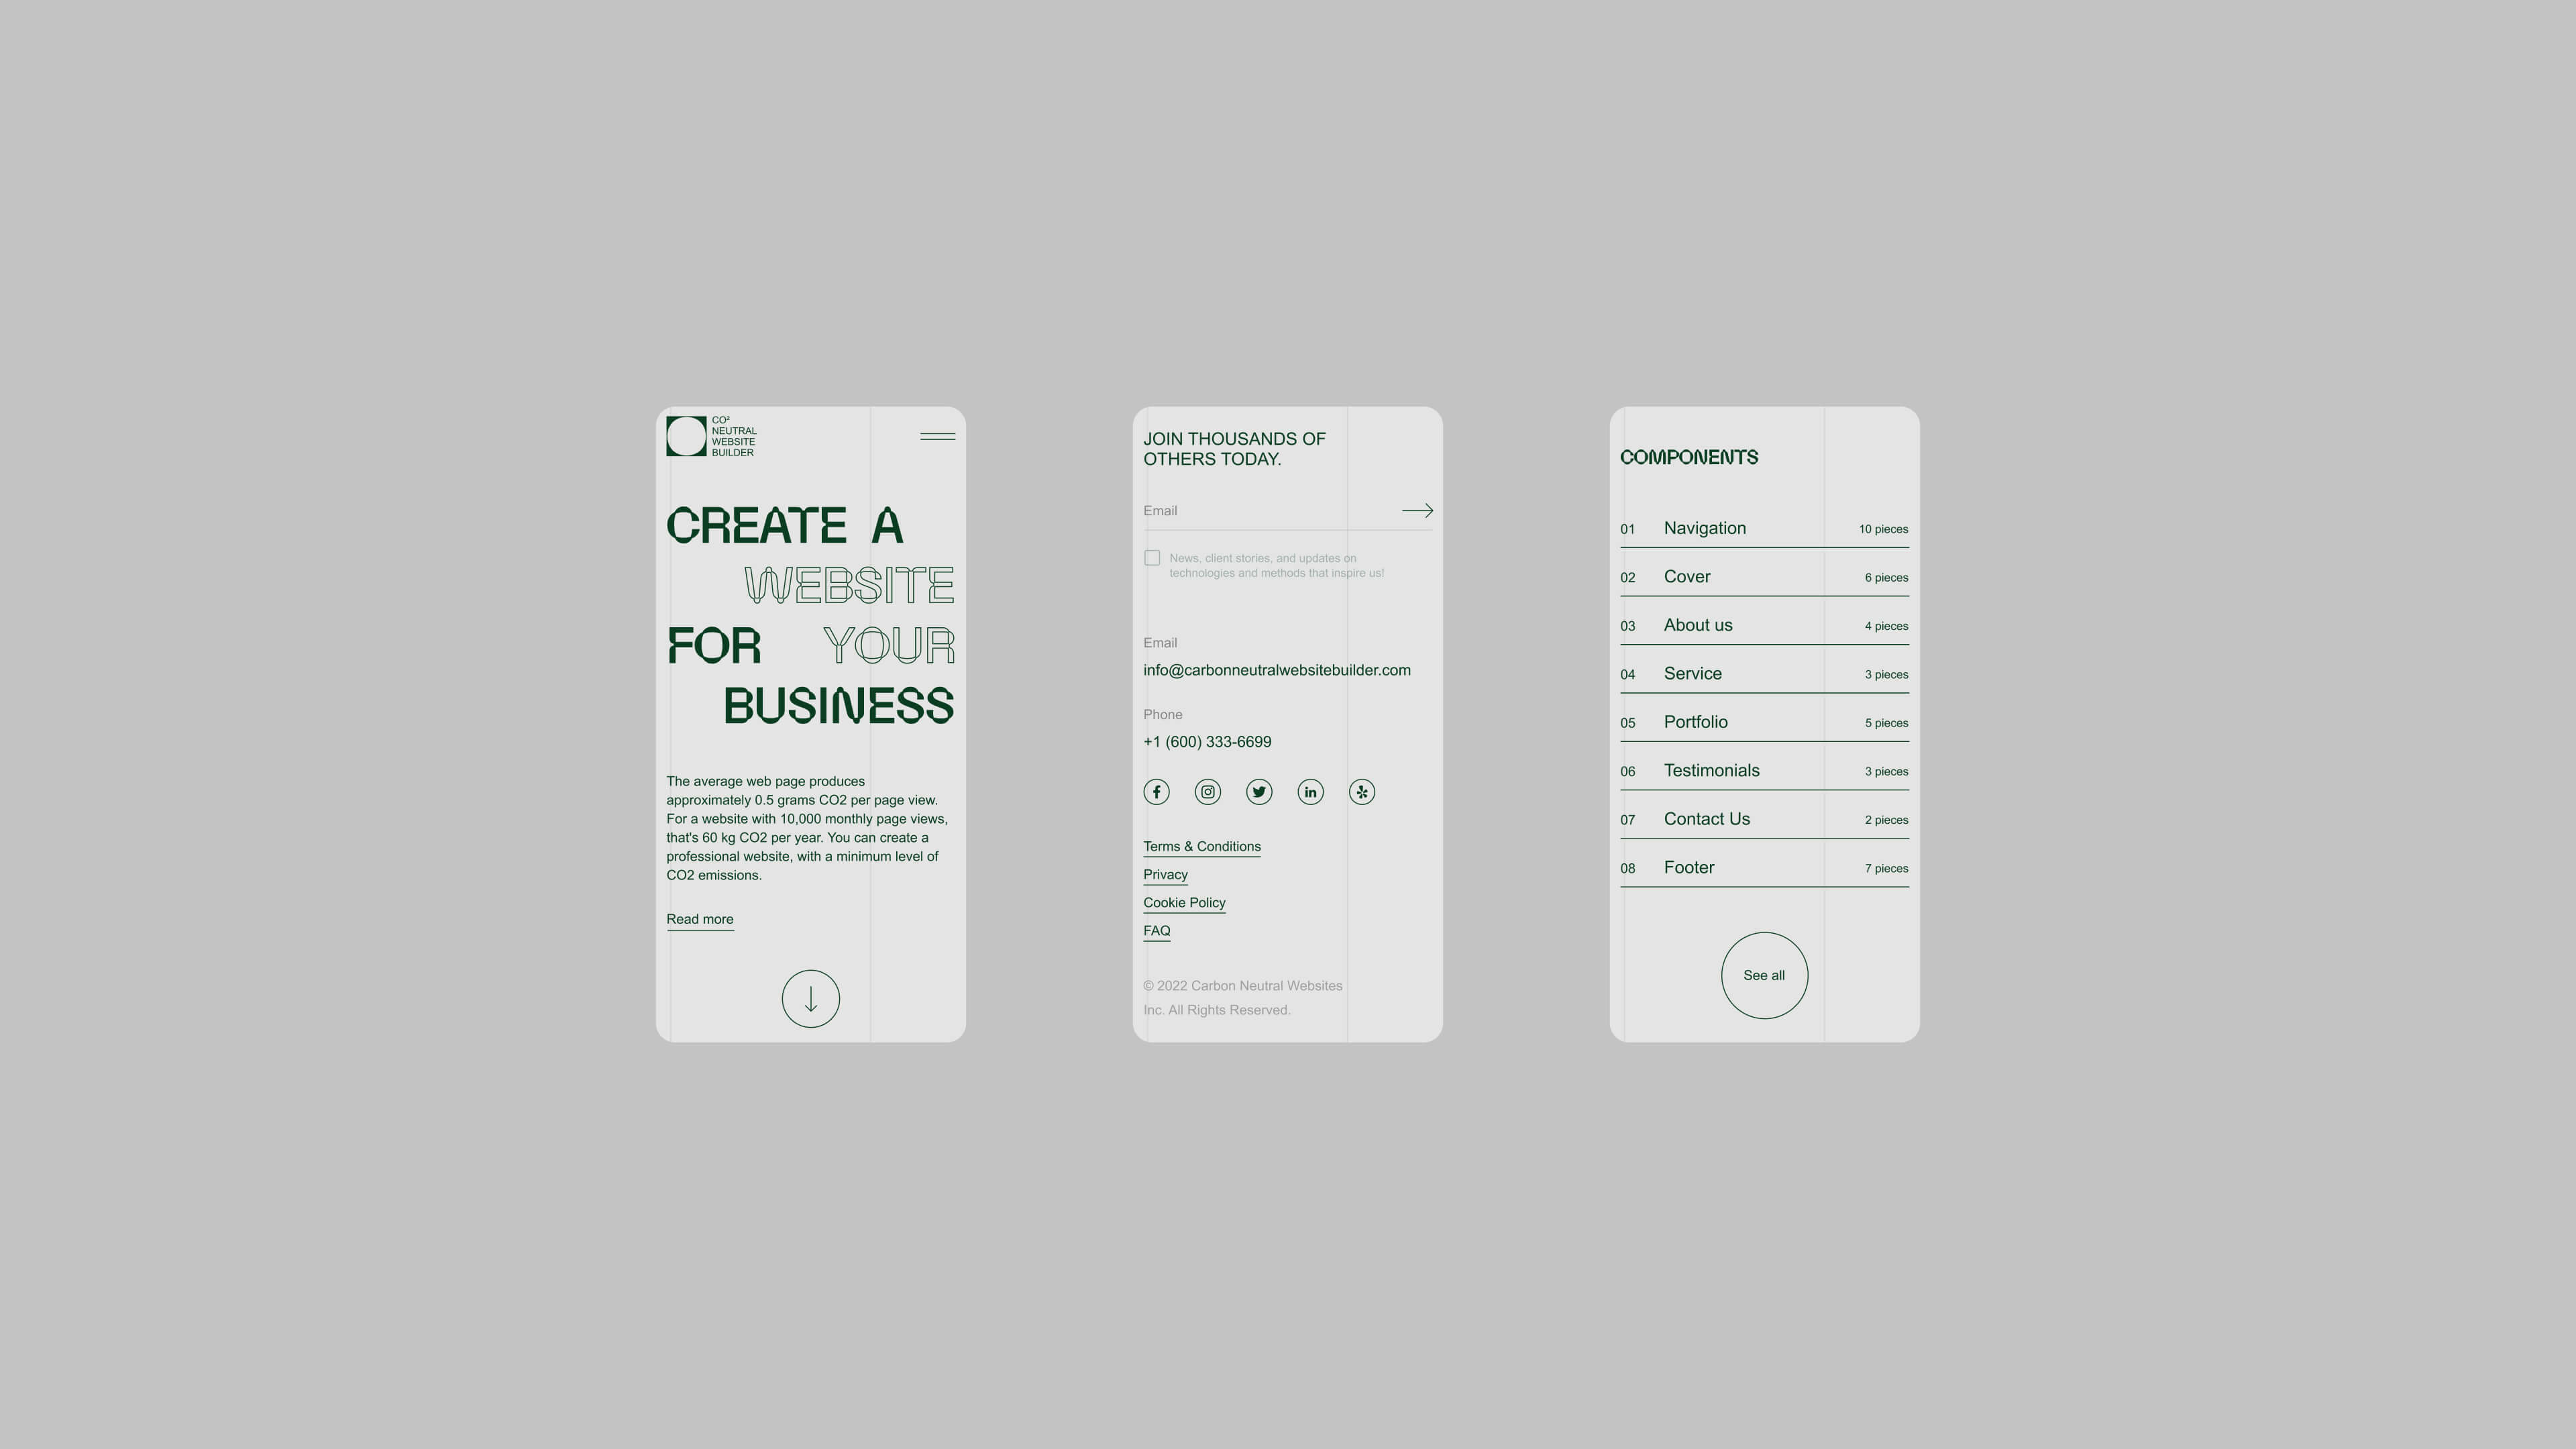 CO²
NEUTRAL
WEBSITE
BUILDER
CREATE A
WEBSITE
FOR YOUR
BUSINESS
The average web page produces
approximately 0.5 grams CO2 per page view.
For a website with 10,000 monthly page views,
that's 60 kg CO2 per year. You can create a
professional website, with a minimum level of
CO2 emissions.
Read more
JOIN THOUSANDS OF
OTHERS TODAY.
Email
News, client stories, and updates on
technologies and methods that inspire us!
Email
info@carbonneutralwebsitebuilder.com
Phone
+1 (600) 333-6699
Terms & Conditions
Privacy
Cookie Policy
FAQ
© 2022 Carbon Neutral Websites
Inc. All Rights Reserved.
COMPONENTS
01 Navigation 10 pieces
02 Cover 6 pieces
03 About us 4 pieces
04 Service 3 pieces
05 Portfolio 5 pieces
06 Testimonials 3 pieces
07 Contact Us 2 pieces
08 Footer 7 pieces
See all